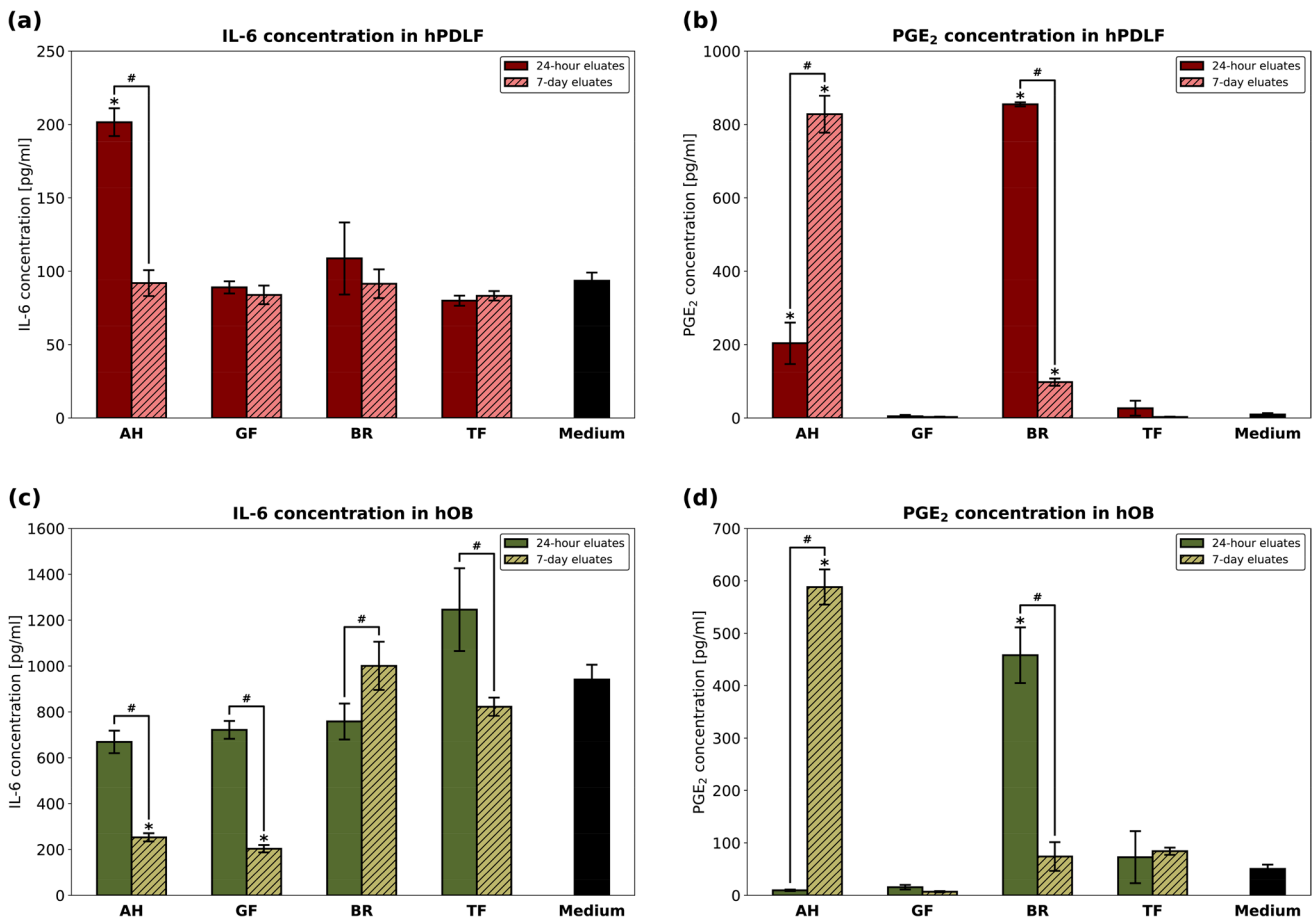 (a)
IL-6 concentration in hPDLF
IL-6 concentration [pg/ml]
250
200
150
100
50
0
24-hour eluates
7-day eluates
#
*
AH GF BR TF Medium
(b)
PGE₂ concentration in hPDLF
PGE₂ concentration [pg/ml]
1000
800
600
400
200
0
24-hour eluates
7-day eluates
# #
* * * *
AH GF BR TF Medium
(c)
IL-6 concentration in hOB
IL-6 concentration [pg/ml]
1600
1400
1200
1000
800
600
400
200
0
24-hour eluates
7-day eluates
# # # #
* *
AH GF BR TF Medium
(d)
PGE₂ concentration in hOB
PGE₂ concentration [pg/ml]
700
600
500
400
300
200
100
0
24-hour eluates
7-day eluates
# #
* *
AH GF BR TF Medium